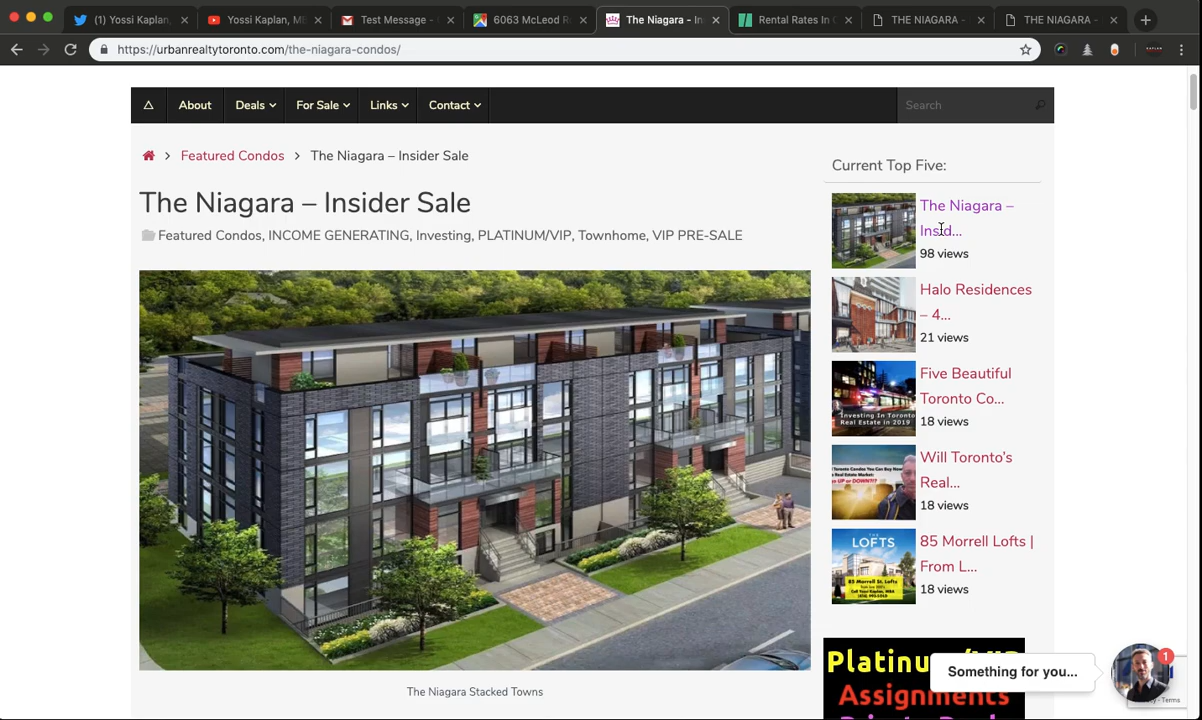 (1) Yossi Kaplan,
Yossi Kaplan, M
Test Message -
6063 McLeod R
The Niagara - In
Rental Rates In
THE NIAGARA -
THE NIAGARA -
https://urbanrealtytoronto.com/the-niagara-condos/
About Deals For Sale Links Contact Search
Featured Condos > The Niagara – Insider Sale
The Niagara – Insider Sale
Featured Condos, INCOME GENERATING, Investing, PLATINUM/VIP, Townhome, VIP PRE-SALE
The Niagara Stacked Towns
Current Top Five:
The Niagara –
Insid...
98 views
Halo Residences
– 4...
21 views
Five Beautiful
Toronto Co...
18 views
Investing In Toronto
Real Estate In 2019
Will Toronto's
Real...
18 views
85 Morrell Lofts |
From L...
18 views
THE
LOFTS
85 Morrell St. Lofts
Assignments
Something for you...
1
- Terms